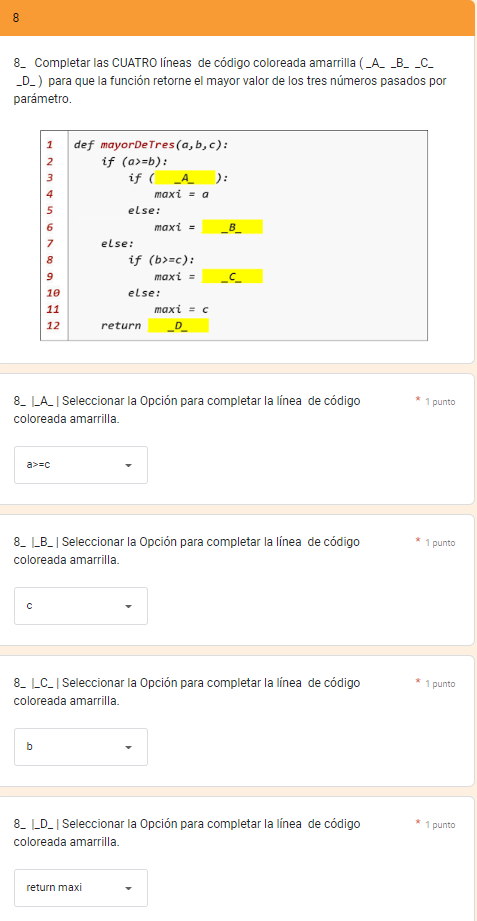 8
8_ Completar las CUATRO líneas de código coloreada amarrilla ( _A_ _B_ _C_
_D_ ) para que la función retorne el mayor valor de los tres números pasados por
parámetro.
1 def mayorDeTres(a,b,c):
2 if (a>=b):
3 if ( _A_ ):
4 maxi = a
5 else:
6 maxi = _B_
7 else:
8 if (b>=c):
9 maxi = _C_
10 else:
11 maxi = c
12 return _D_
8_ |_A_ | Seleccionar la Opción para completar la línea de código * 1 punto
coloreada amarrilla.
a>=c
8_ |_B_ | Seleccionar la Opción para completar la línea de código * 1 punto
coloreada amarrilla.
c
8_ |_C_ | Seleccionar la Opción para completar la línea de código * 1 punto
coloreada amarrilla.
b
8_ |_D_ | Seleccionar la Opción para completar la línea de código * 1 punto
coloreada amarrilla.
return maxi